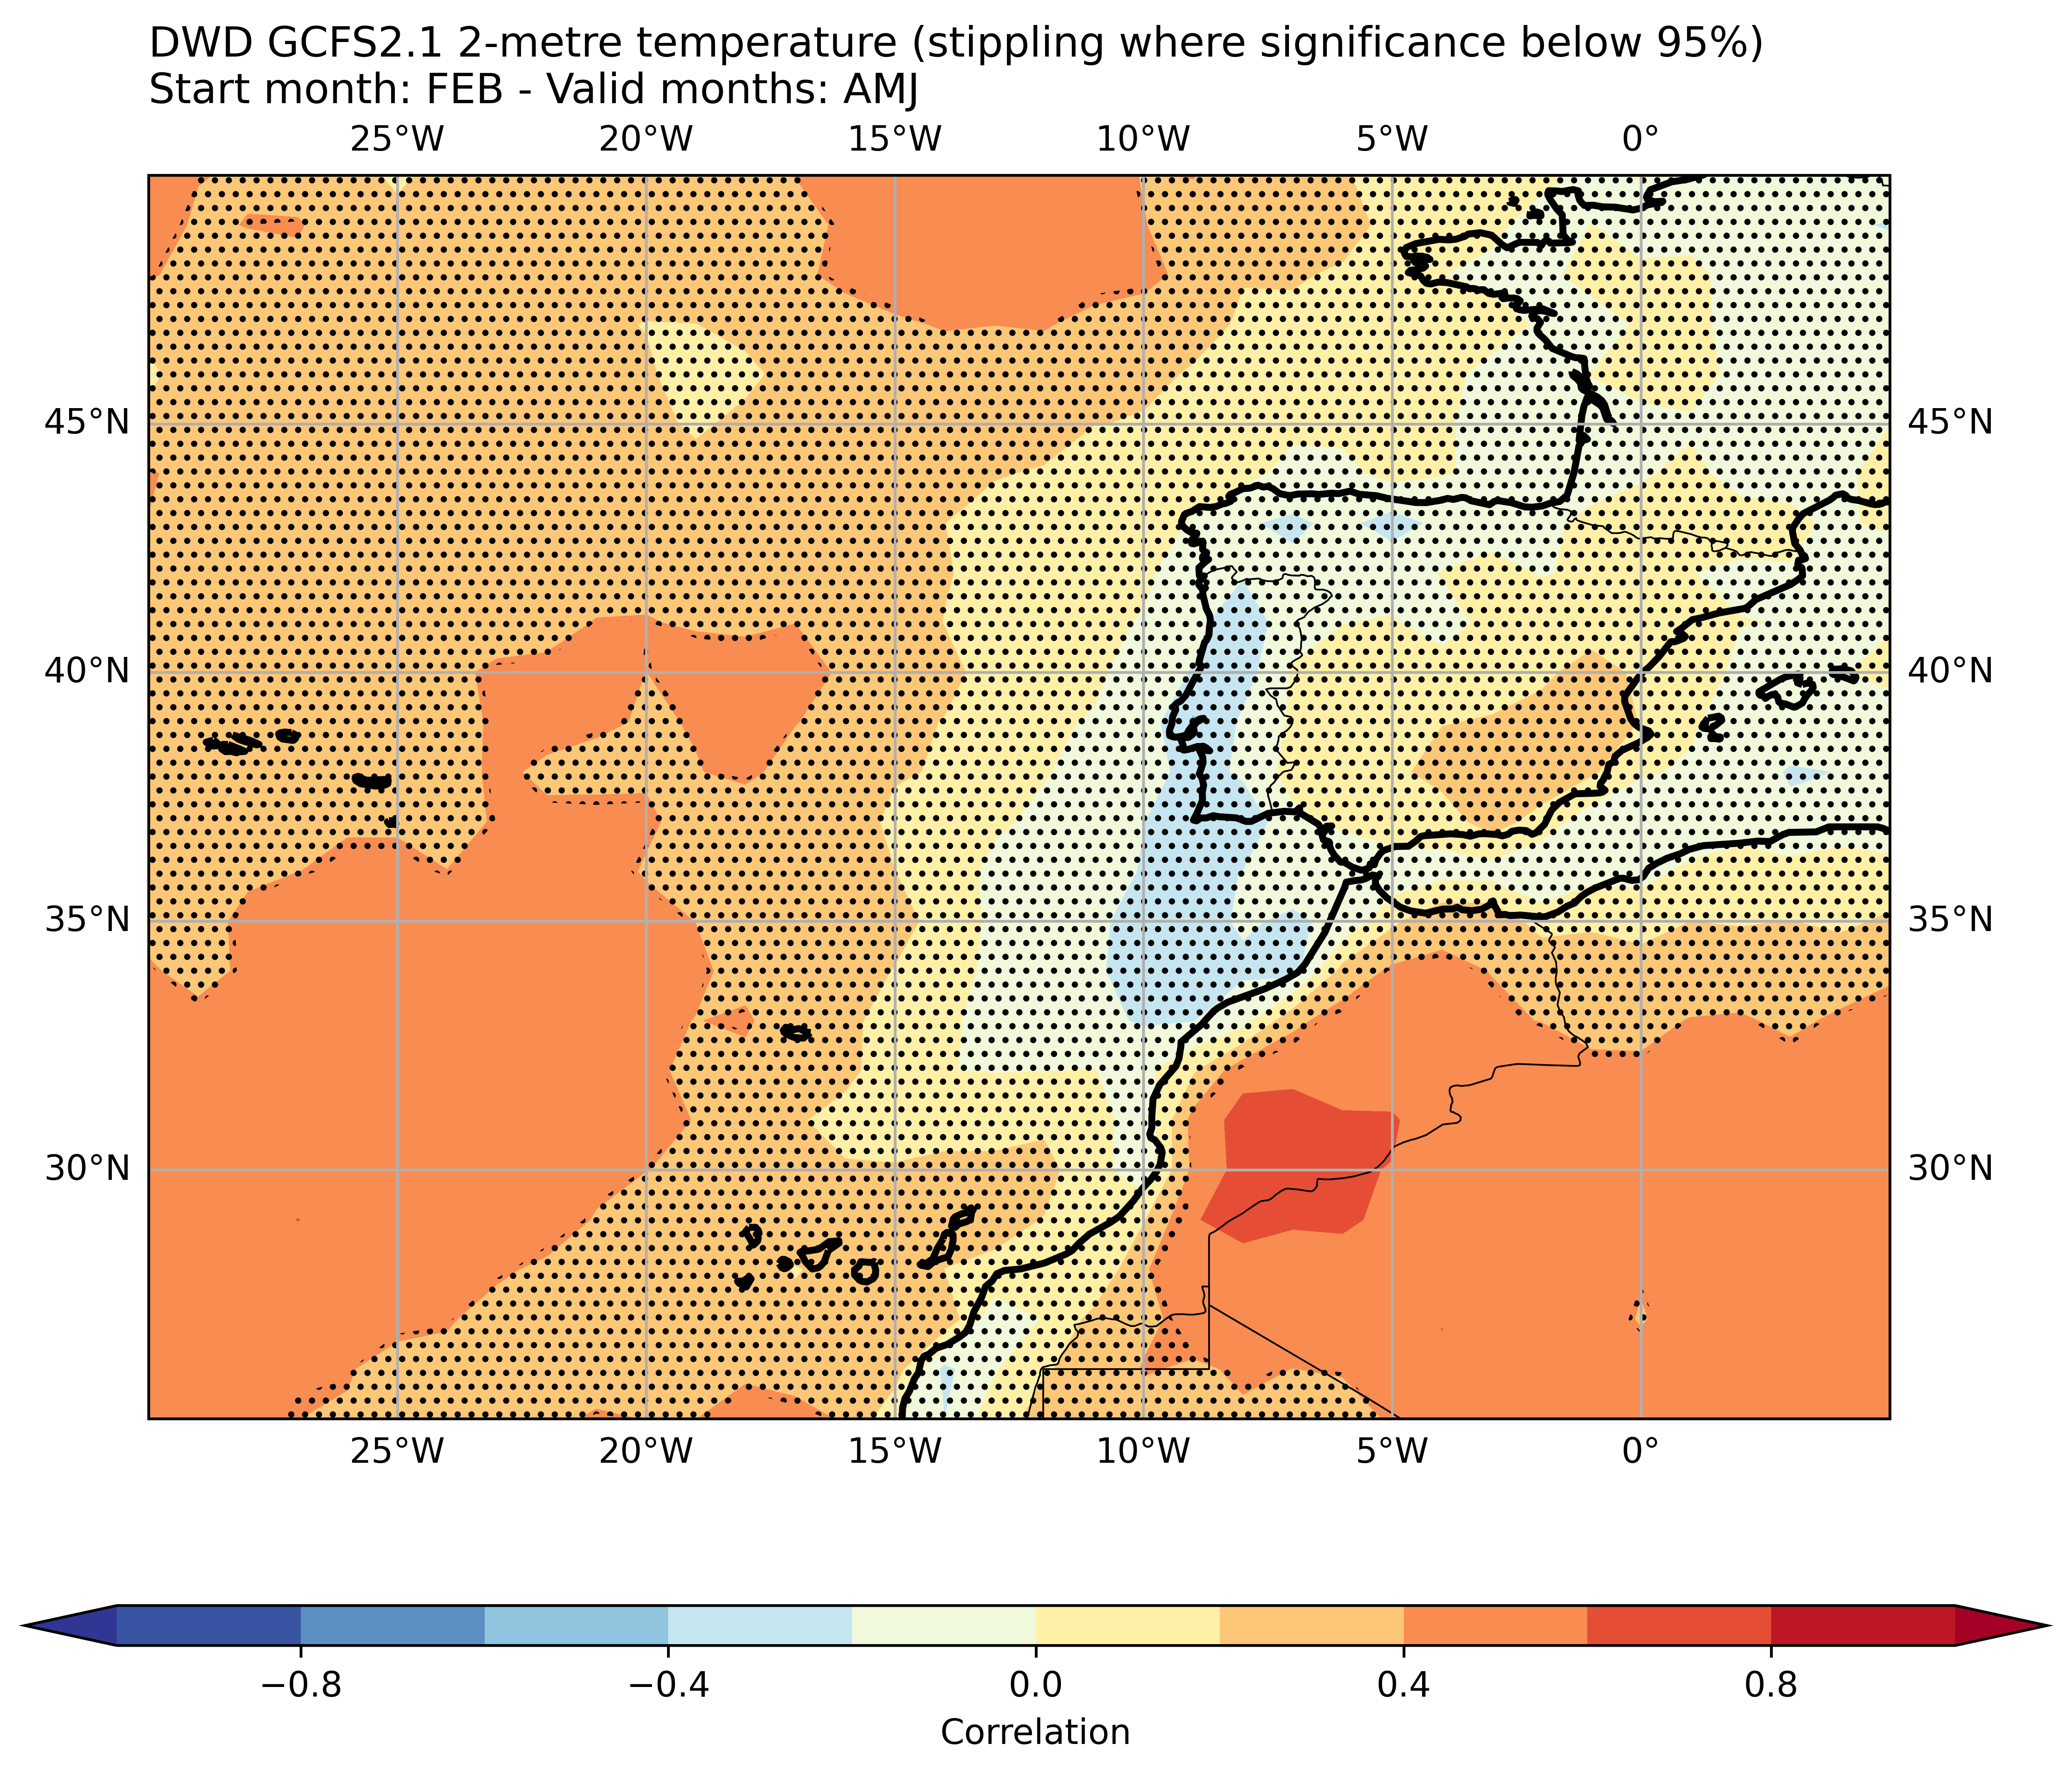 DWD GCFS2.1 2-metre temperature (stippling where significance below 95%)
Start month: FEB - Valid months: AMJ
25°W 20°W 15°W 10°W 5°W 0°
45°N 45°N
40°N 40°N
35°N 35°N
30°N 30°N
25°W 20°W 15°W 10°W 5°W 0°
−0.8 −0.4 0.0 0.4 0.8
Correlation